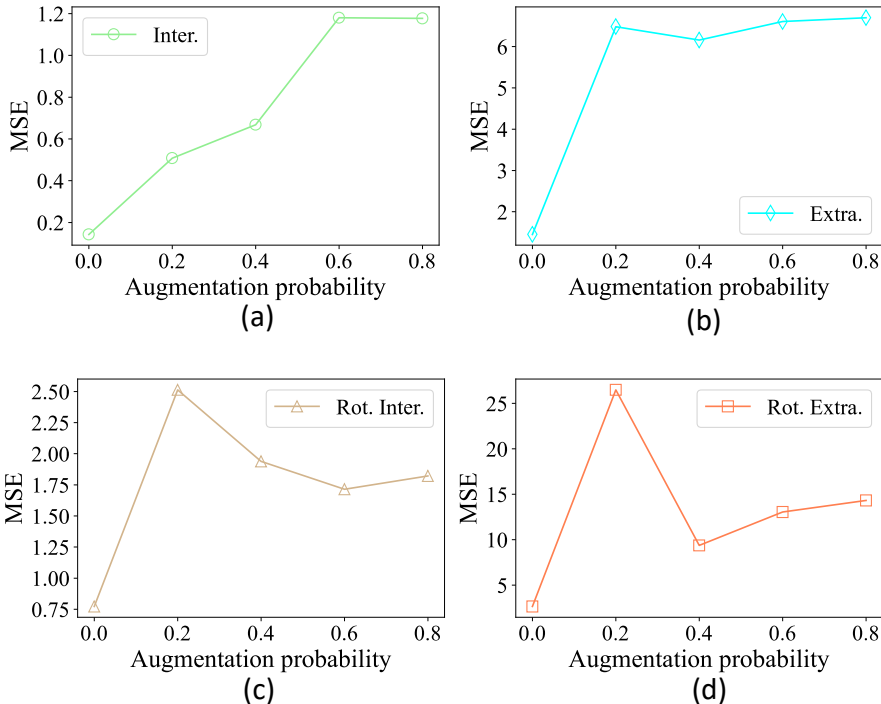 1.2
1.0
0.8
0.6
0.4
0.2
MSE
Inter.
0.0 0.2 0.4 0.6 0.8
Augmentation probability
(a)
6
5
4
3
2
MSE
Extra.
0.0 0.2 0.4 0.6 0.8
Augmentation probability
(b)
2.50
2.25
2.00
1.75
1.50
1.25
1.00
0.75
MSE
Rot. Inter.
0.0 0.2 0.4 0.6 0.8
Augmentation probability
(c)
25
20
15
10
5
MSE
Rot. Extra.
0.0 0.2 0.4 0.6 0.8
Augmentation probability
(d)